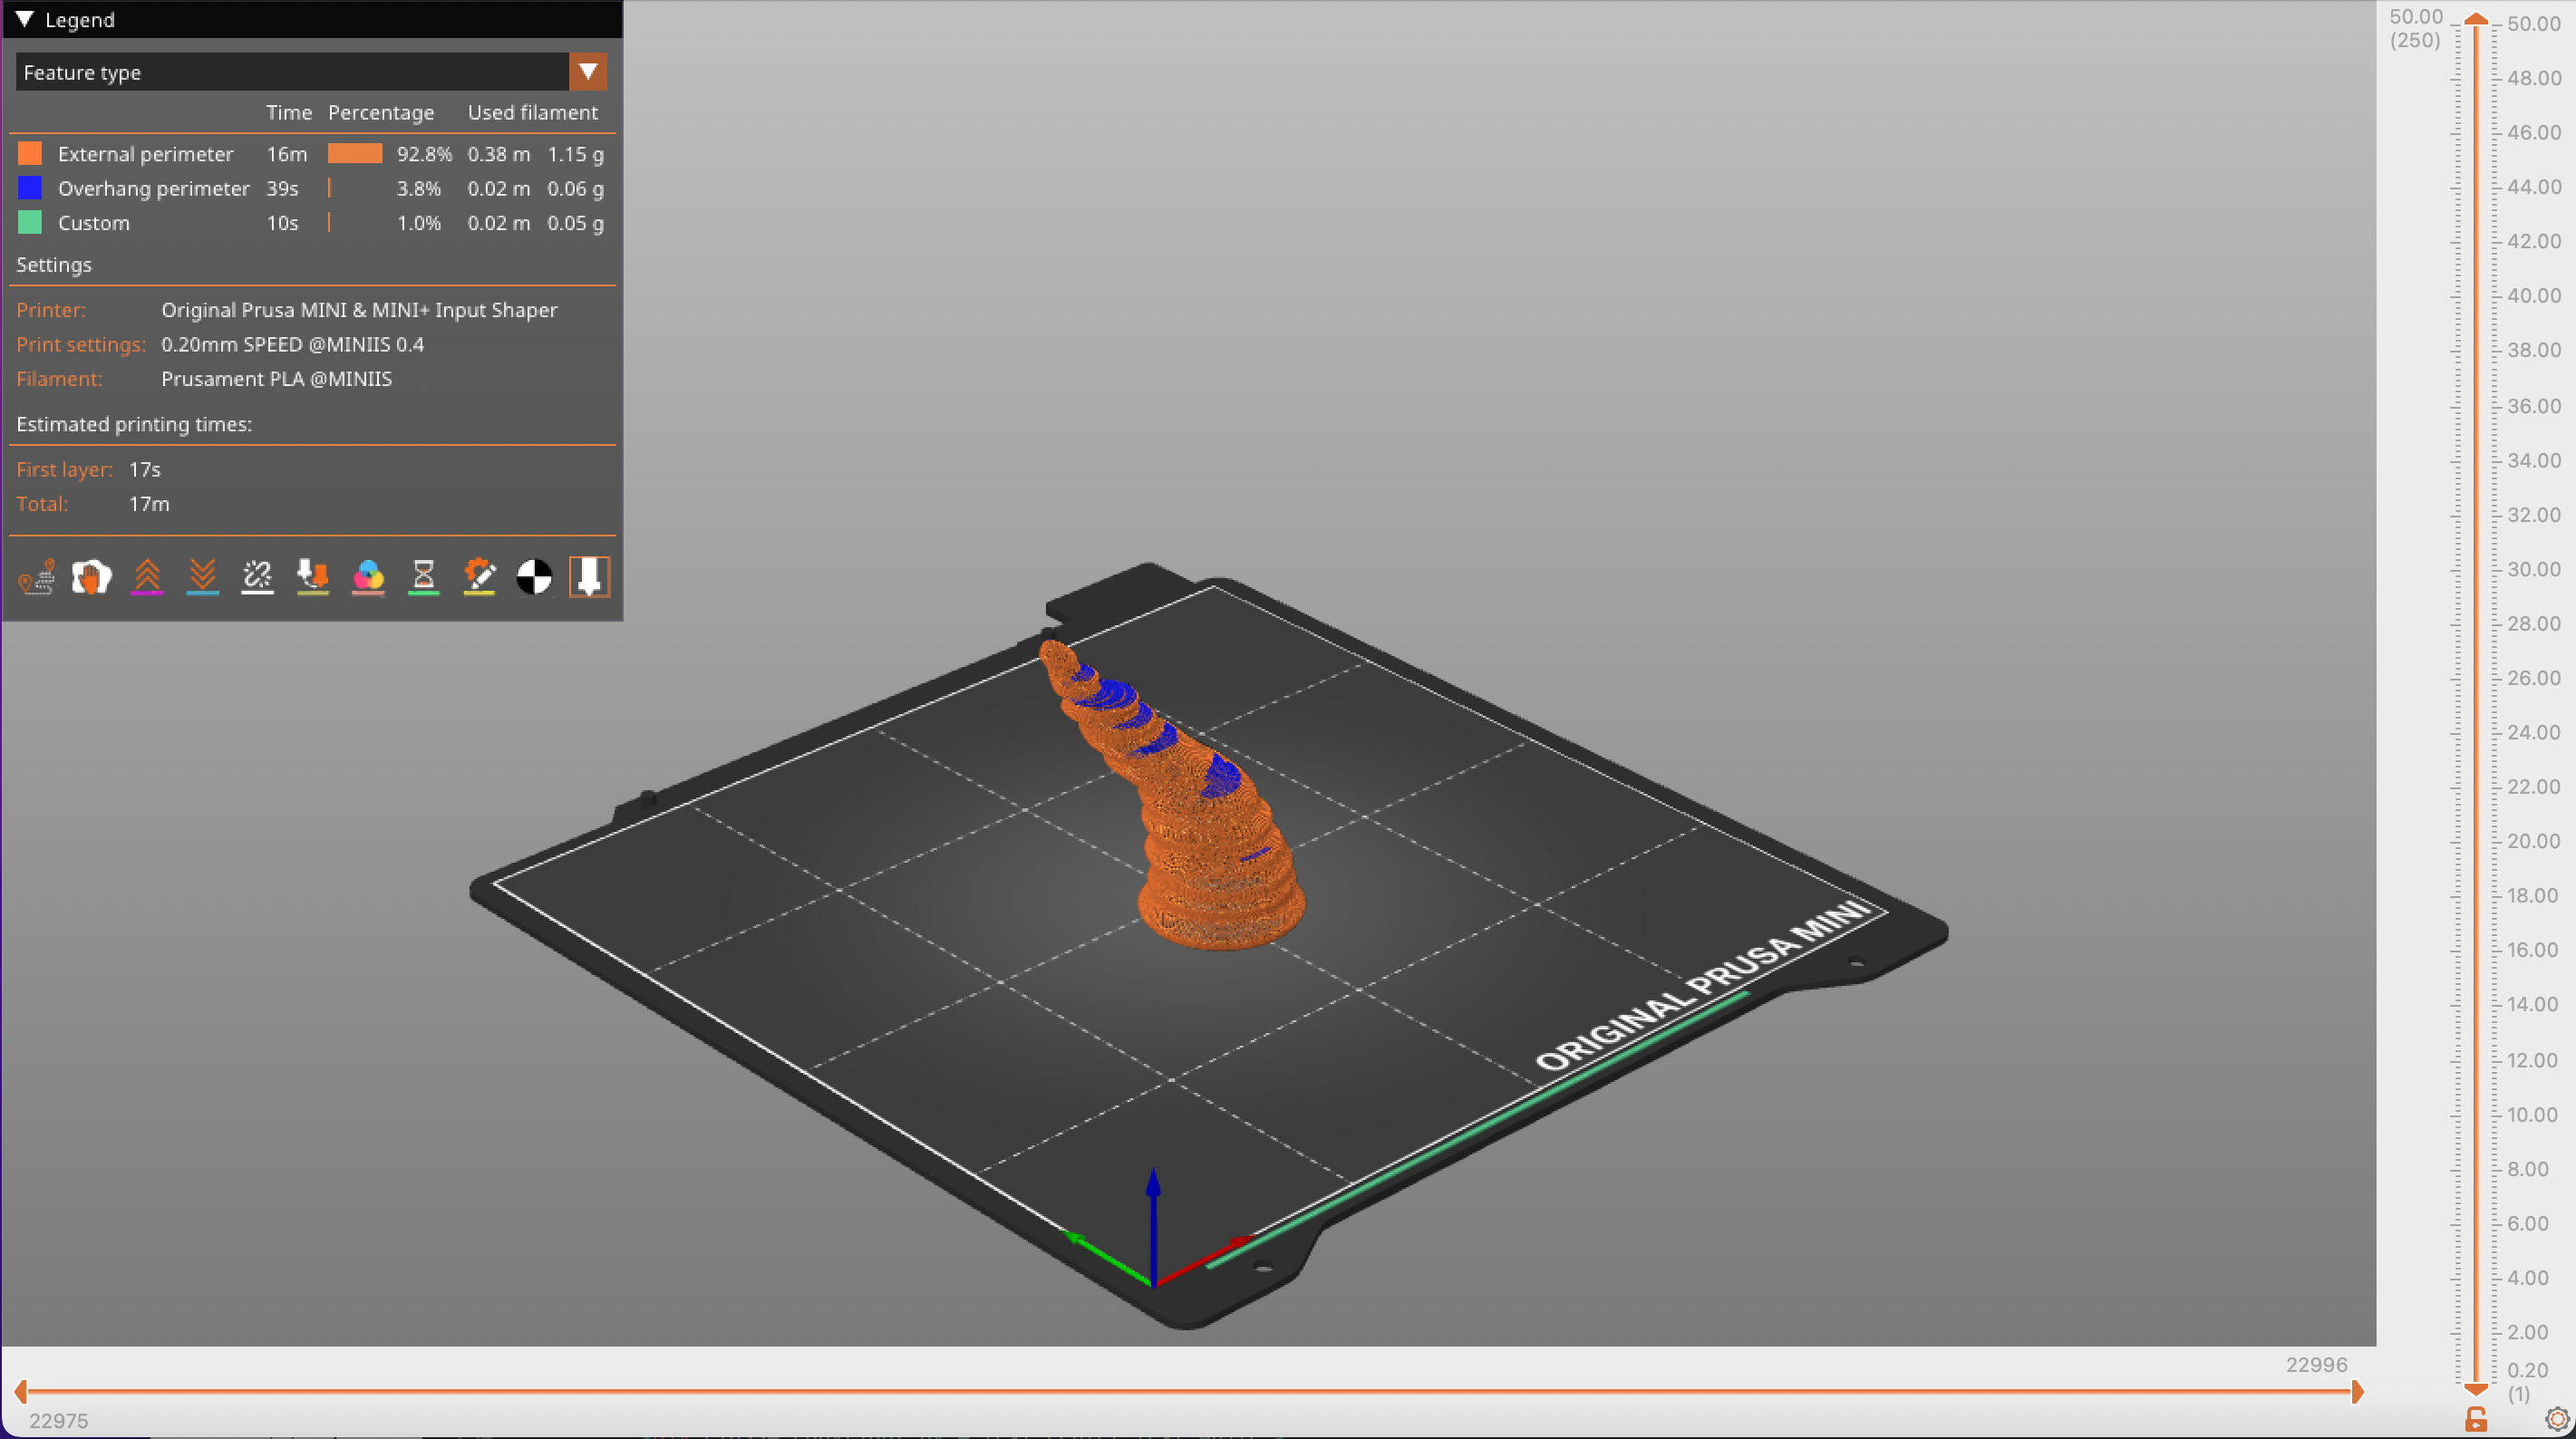 Legend
Feature type
Time Percentage Used filament
External perimeter 16m 92.8% 0.38 m 1.15 g
Overhang perimeter 39s 3.8% 0.02 m 0.06 g
Custom 10s 1.0% 0.02 m 0.05 g
Settings
Printer: Original Prusa MINI & MINI+ Input Shaper
Print settings: 0.20mm SPEED @MINIIS 0.4
Filament: Prusament PLA @MINIIS
Estimated printing times:
First layer: 17s
Total: 17m
ORIGINAL PRUSA MINI
50.00
(250)
50.00
48.00
46.00
44.00
42.00
40.00
38.00
36.00
34.00
32.00
30.00
28.00
26.00
24.00
22.00
20.00
18.00
16.00
14.00
12.00
10.00
8.00
6.00
4.00
2.00
0.20
(1)
22996
22975